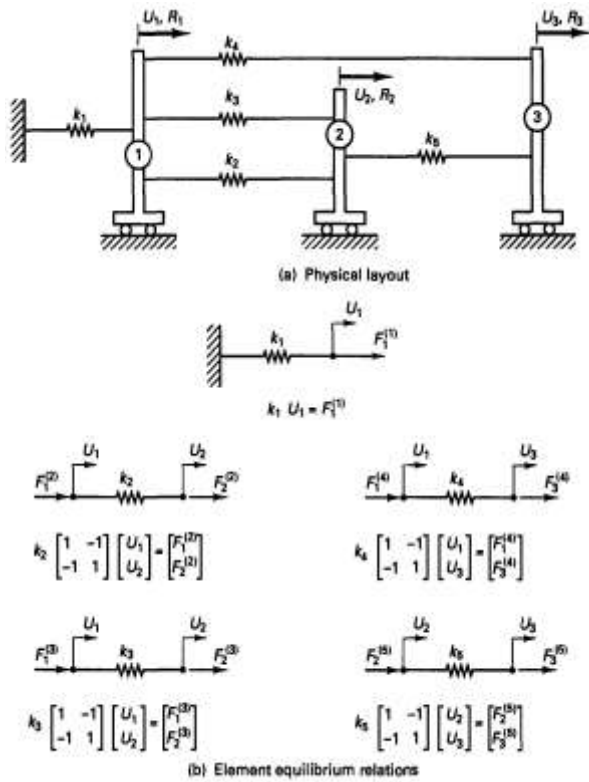 U₁, R₁
U₃, R₃
k₄
U₂, R₂
k₁
k₃
1
2
3
k₂
k₅
(a) Physical layout
U₁
k₁
F₁⁽¹⁾
k₁ U₁ = F₁⁽¹⁾
U₁ U₂
F₁⁽²⁾ k₂ F₂⁽²⁾
k₂ [1 -1; -1 1] [U₁; U₂] = [F₁⁽²⁾; F₂⁽²⁾]
U₁ U₃
F₁⁽⁴⁾ k₄ F₃⁽⁴⁾
k₄ [1 -1; -1 1] [U₁; U₃] = [F₁⁽⁴⁾; F₃⁽⁴⁾]
U₁ U₂
F₁⁽³⁾ k₃ F₂⁽³⁾
k₃ [1 -1; -1 1] [U₁; U₂] = [F₁⁽³⁾; F₂⁽³⁾]
U₂ U₃
F₂⁽⁵⁾ k₅ F₃⁽⁵⁾
k₅ [1 -1; -1 1] [U₂; U₃] = [F₂⁽⁵⁾; F₃⁽⁵⁾]
(b) Element equilibrium relations